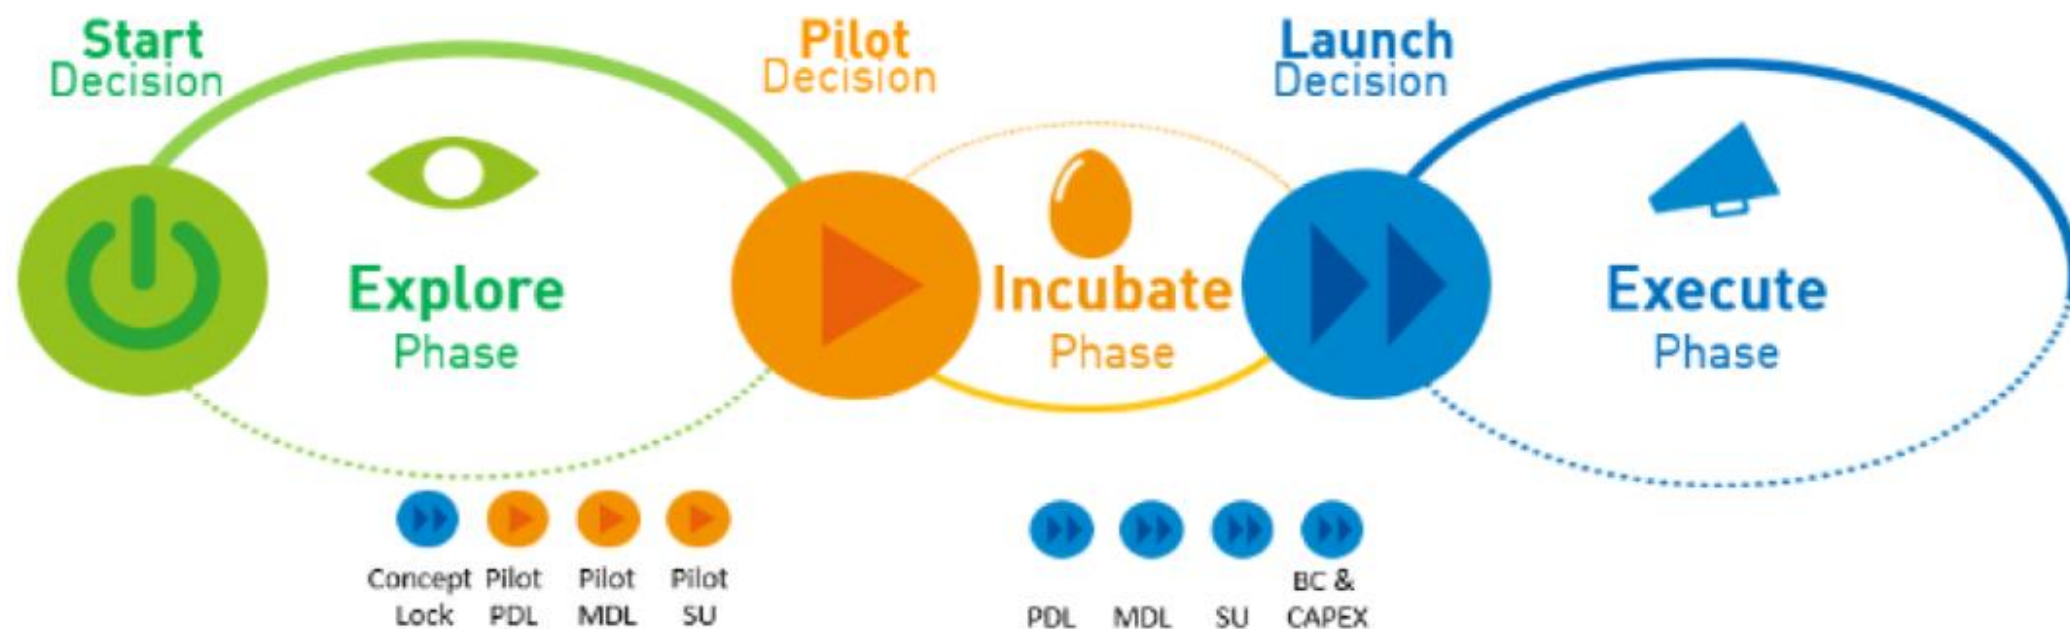 Start
Decision
Pilot
Decision
Launch
Decision
Explore
Phase
Incubate
Phase
Execute
Phase
Concept
Lock
Pilot
PDL
Pilot
MDL
Pilot
SU
PDL
MDL
SU
BC &
CAPEX